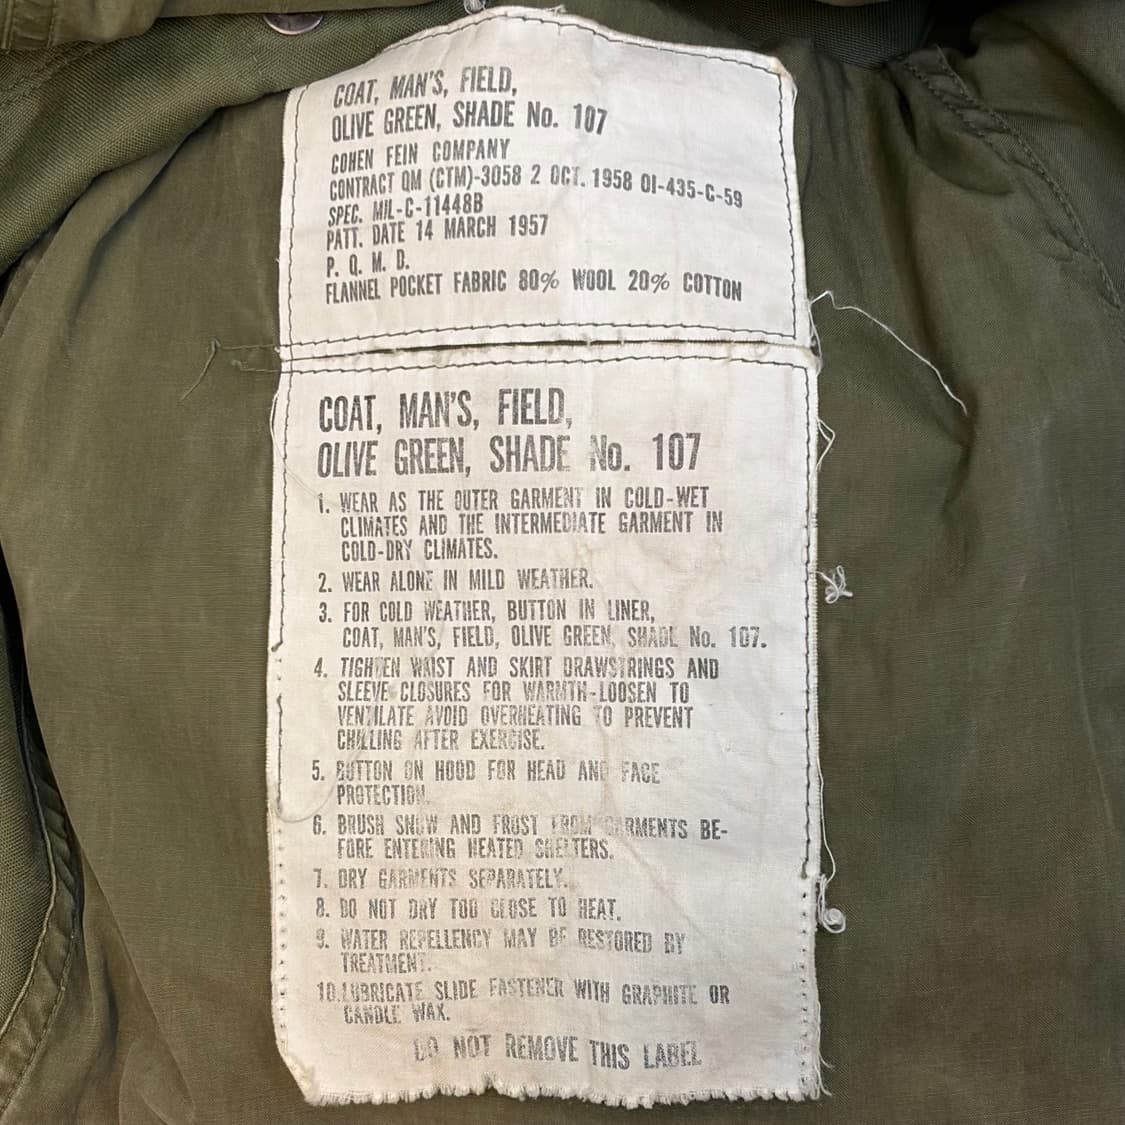 COAT, MAN'S, FIELD,
OLIVE GREEN, SHADE No. 107
COHEN FEIN COMPANY
CONTRACT QM (CTM)-3058 2 OCT. 1958 OI-435-C-59
SPEC. MIL-C-11448B
PATT. DATE 14 MARCH 1957
P. Q. M. D.
FLANNEL POCKET FABRIC 80% WOOL 20% COTTON
COAT, MAN'S, FIELD,
OLIVE GREEN, SHADE No. 107
1. WEAR AS THE OUTER GARMENT IN COLD-WET
CLIMATES AND THE INTERMEDIATE GARMENT IN
COLD-DRY CLIMATES.
2. WEAR ALONE IN MILD WEATHER.
3. FOR COLD WEATHER, BUTTON IN LINER,
COAT, MAN'S, FIELD, OLIVE GREEN, SHADE No. 107.
4. TIGHTEN WAIST AND SKIRT DRAWSTRINGS AND
SLEEVE CLOSURES FOR WARMTH-LOOSEN TO
VENTILATE AVOID OVERHEATING TO PREVENT
CHILLING AFTER EXERCISE.
5. BUTTON ON HOOD FOR HEAD AND FACE
PROTECTION.
6. BRUSH SNOW AND FROST FROM GARMENTS BE-
FORE ENTERING HEATED SHELTERS.
7. DRY GARMENTS SEPARATELY.
8. DO NOT DRY TOO CLOSE TO HEAT.
9. WATER REPELLENCY MAY BE RESTORED BY
TREATMENT.
10. LUBRICATE SLIDE FASTENER WITH GRAPHITE OR
CANDLE WAX.
DO NOT REMOVE THIS LABEL